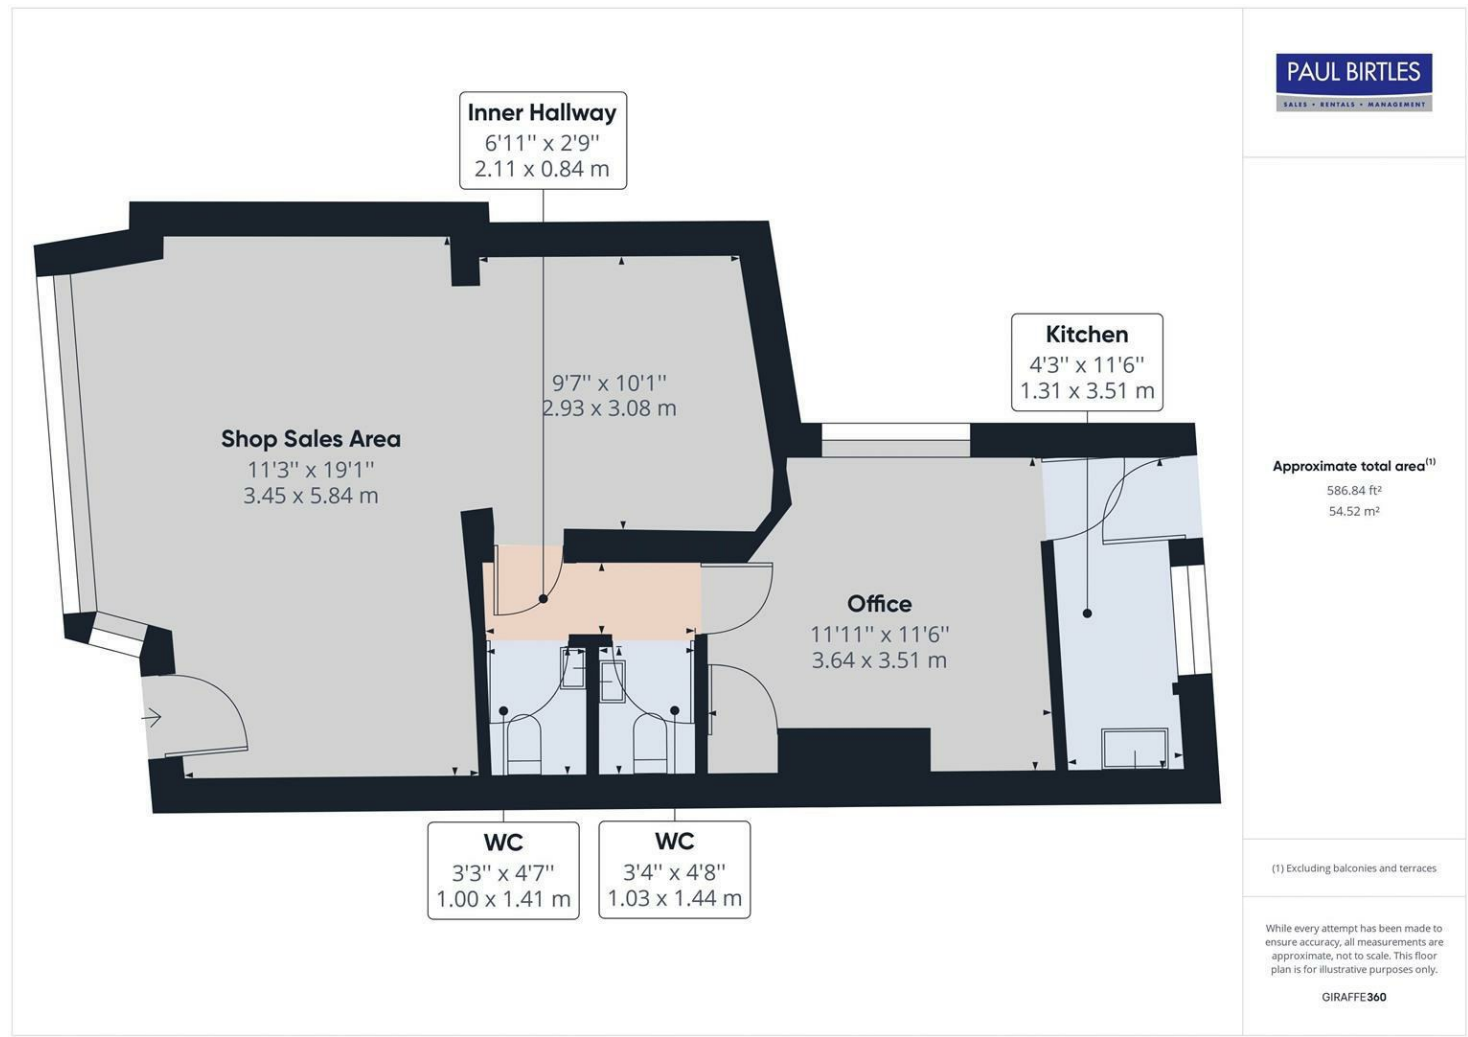 PAUL BIRTLES
SALES • RENTALS • MANAGEMENT
Inner Hallway
6'11'' x 2'9''
2.11 x 0.84 m
Kitchen
4'3'' x 11'6''
1.31 x 3.51 m
9'7'' x 10'1''
2.93 x 3.08 m
Shop Sales Area
11'3'' x 19'1''
3.45 x 5.84 m
Office
11'11'' x 11'6''
3.64 x 3.51 m
WC
3'3'' x 4'7''
1.00 x 1.41 m
WC
3'4'' x 4'8''
1.03 x 1.44 m
Approximate total area(1)
586.84 ft²
54.52 m²
(1) Excluding balconies and terraces
While every attempt has been made to
ensure accuracy, all measurements are
approximate, not to scale. This floor
plan is for illustrative purposes only.
GIRAFFE360